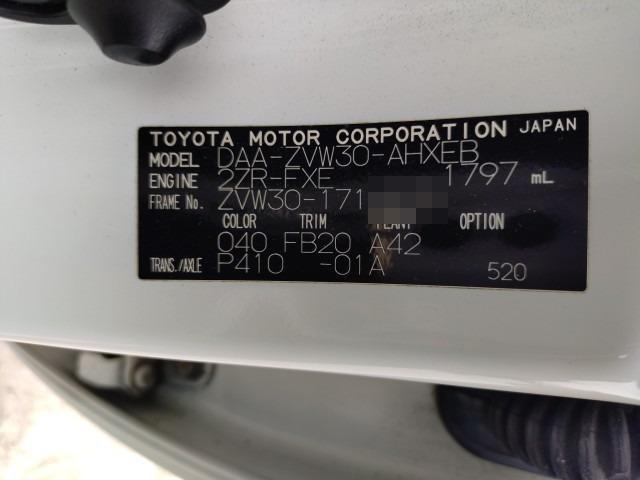 TOYOTA MOTOR CORPORATION JAPAN
MODEL DAA-ZVW30-AHXEB
ENGINE 2ZR-FXE 1797 mL
FRAME No. ZVW30-171
COLOR TRIM PLANT OPTION
040 FB20 A42
TRANS./AXLE P410 -01A 520